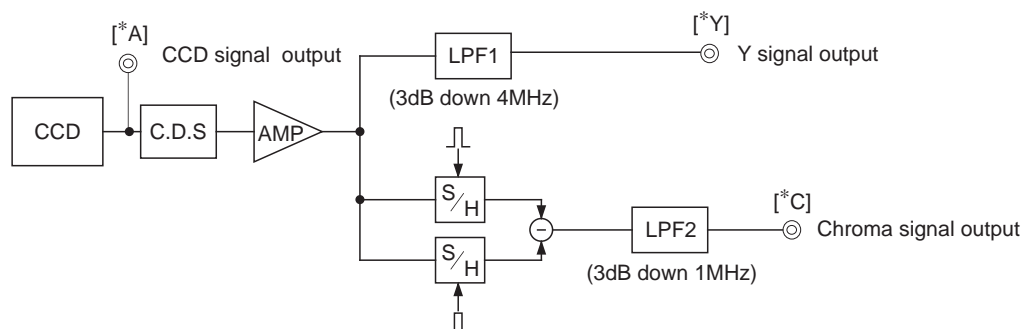 [*A]
CCD signal output
[*Y]
LPF1
Y signal output
(3dB down 4MHz)
CCD
C.D.S
AMP
S/H
[*C]
S/H
LPF2
Chroma signal output
(3dB down 1MHz)